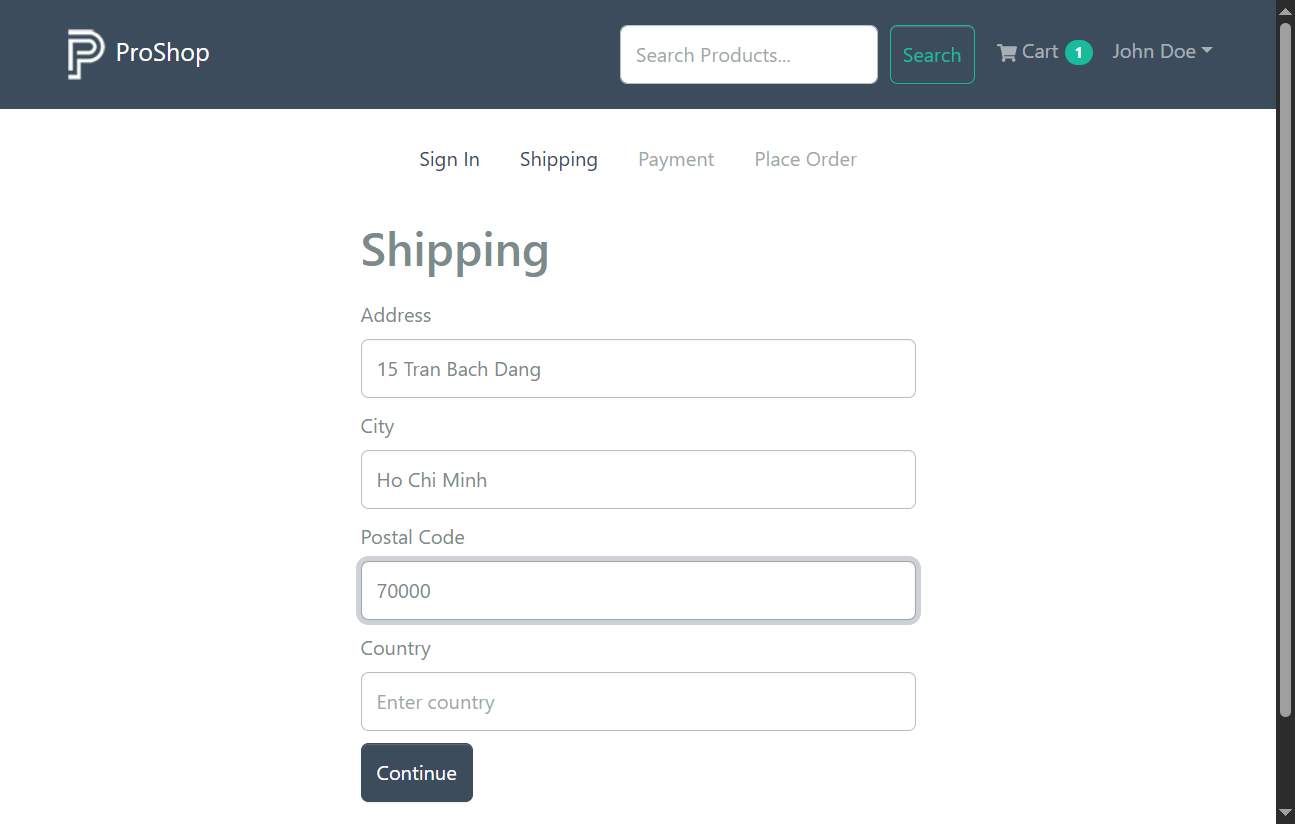 ProShop
Search Products...
Search
Cart 1
John Doe
Sign In
Shipping
Payment
Place Order
Shipping
Address
15 Tran Bach Dang
City
Ho Chi Minh
Postal Code
70000
Country
Enter country
Continue